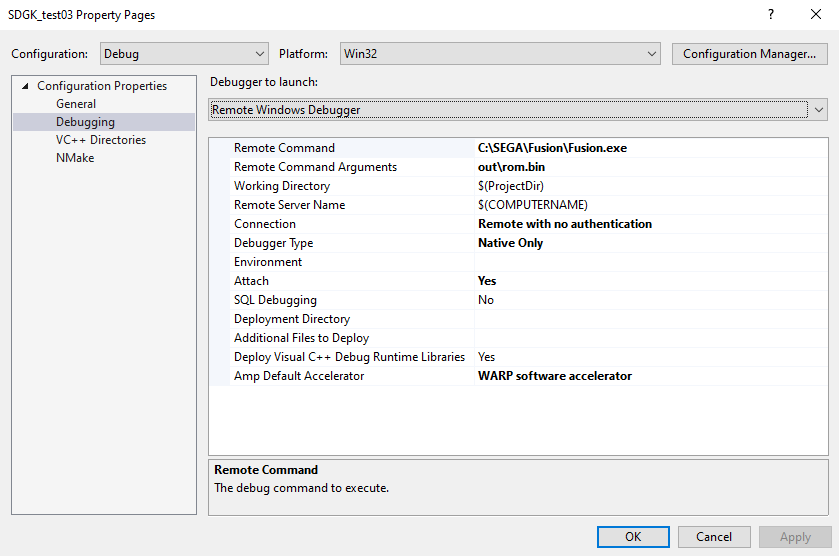 SDGK_test03 Property Pages
? 
Configuration: Debug Platform: Win32 Configuration Manager...
Configuration Properties
General
Debugging
VC++ Directories
NMake
Debugger to launch:
Remote Windows Debugger
Remote Command C:\SEGA\Fusion\Fusion.exe
Remote Command Arguments out\rom.bin
Working Directory $(ProjectDir)
Remote Server Name $(COMPUTERNAME)
Connection Remote with no authentication
Debugger Type Native Only
Environment
Attach Yes
SQL Debugging No
Deployment Directory
Additional Files to Deploy
Deploy Visual C++ Debug Runtime Libraries Yes
Amp Default Accelerator WARP software accelerator
Remote Command
The debug command to execute.
OK Cancel Apply